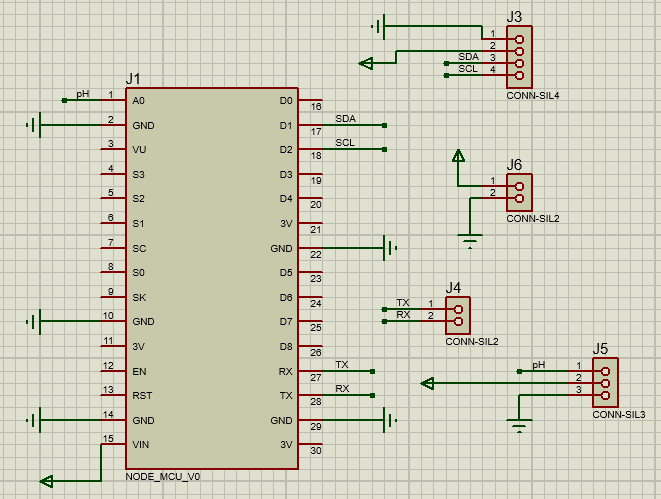 J1
pH 1 A0
2 GND
3 VU
4 S3
5 S2
6 S1
7 SC
8 S0
9 SK
10 GND
11 3V
12 EN
13 RST
14 GND
15 VIN
D0 16
D1 17 SDA
D2 18 SCL
D3 19
D4 20
3V 21
GND 22
D5 23
D6 24
D7 25
D8 26
RX 27 TX
TX 28 RX
GND 29
3V 30
NODE_MCU_V0
J3
1
2
SDA 3
SCL 4
CONN-SIL4
J6
1
2
CONN-SIL2
J4
TX 1
RX 2
CONN-SIL2
J5
pH 1
2
3
CONN-SIL3